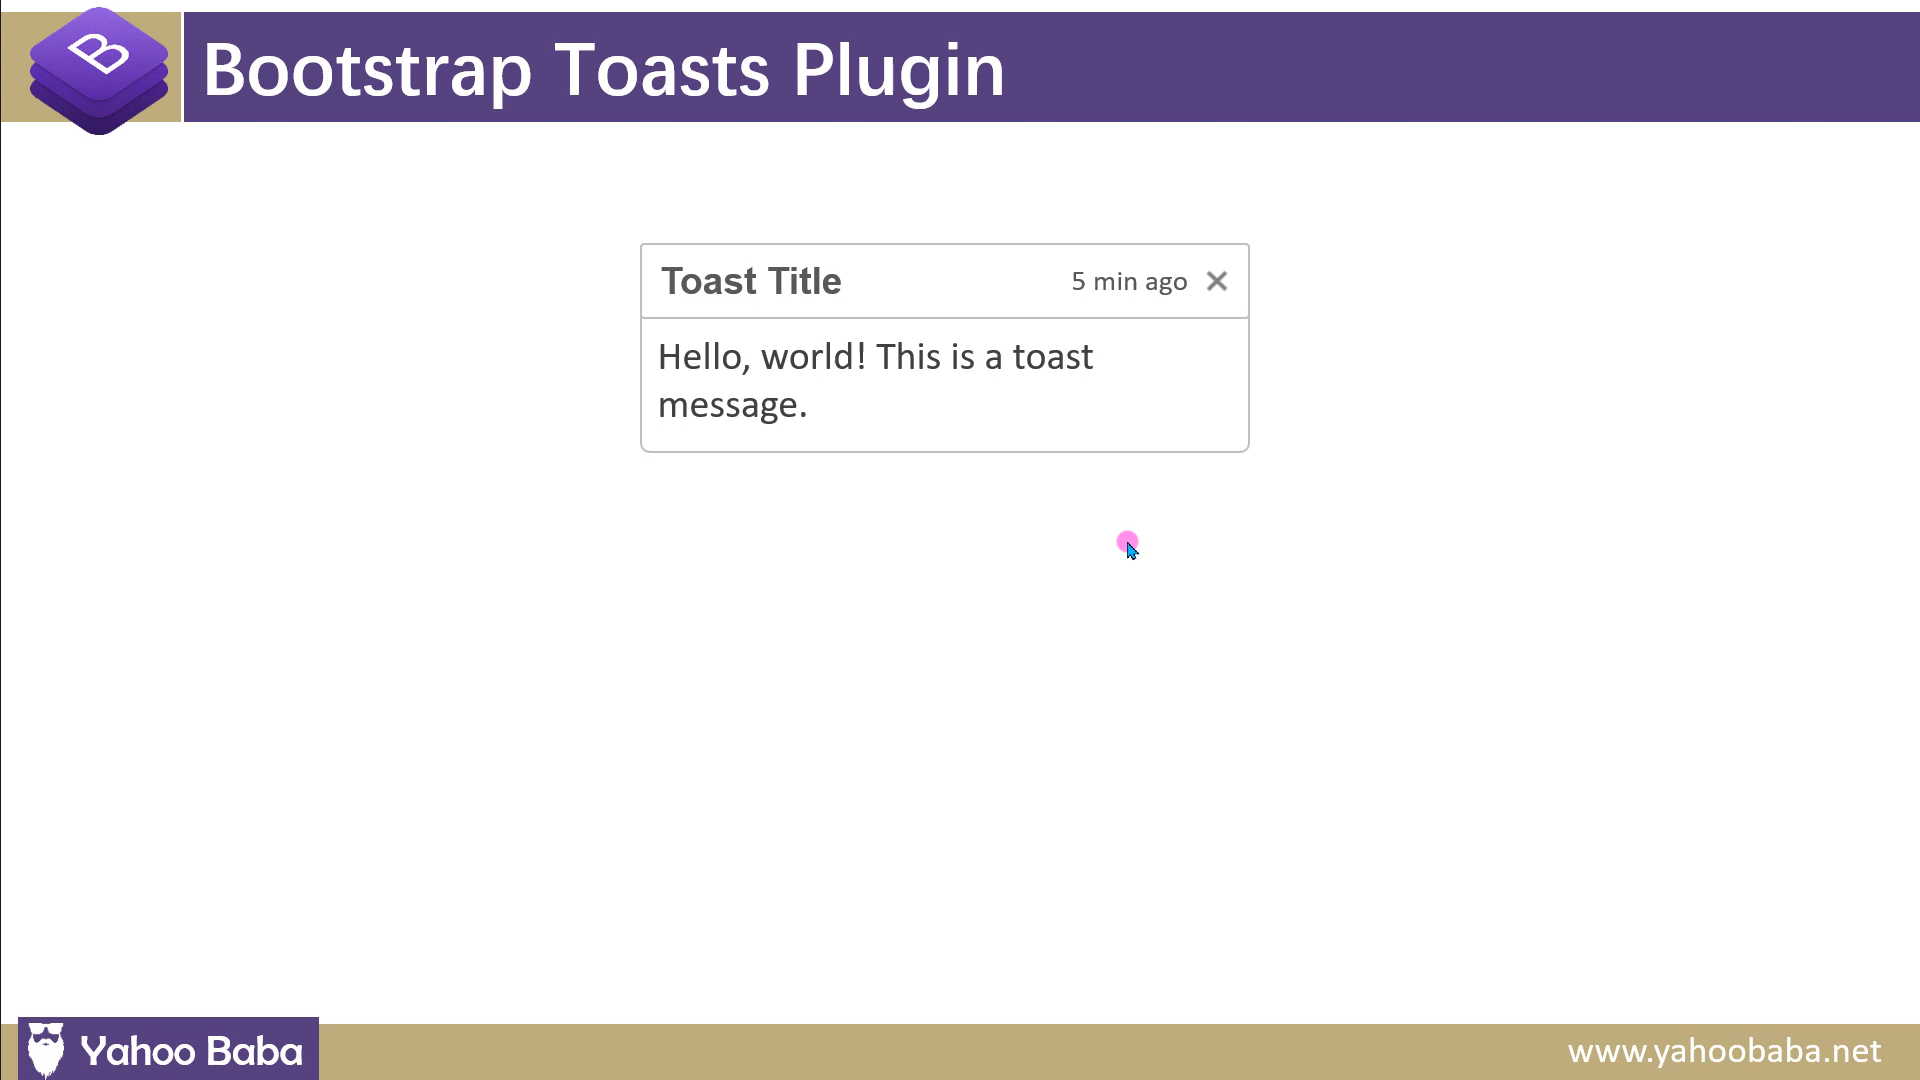 B
Bootstrap Toasts Plugin
Toast Title
5 min ago ×
Hello, world! This is a toast
message.
Yahoo Baba
www.yahoobaba.net